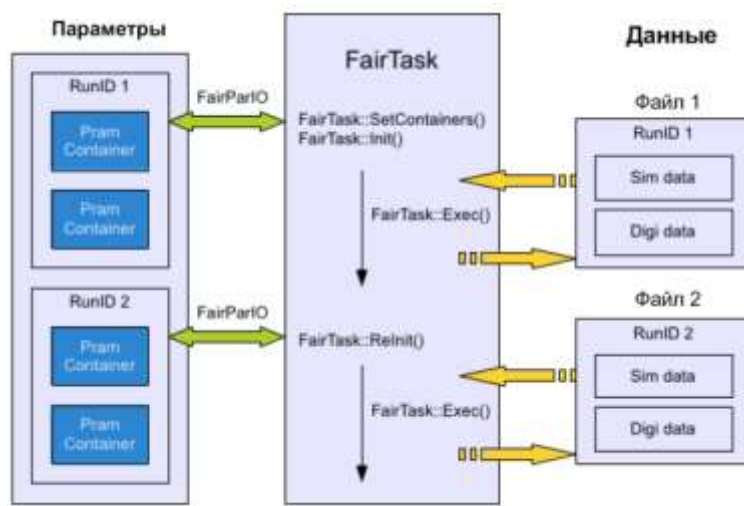 Параметры
RunID 1
Pram
Container
Pram
Container
RunID 2
Pram
Container
Pram
Container
FairParIO
FairParIO
FairTask
FairTask::SetContainers()
FairTask::Init()
FairTask::Exec()
FairTask::ReInit()
FairTask::Exec()
Данные
Файл 1
RunID 1
Sim data
Digi data
Файл 2
RunID 2
Sim data
Digi data